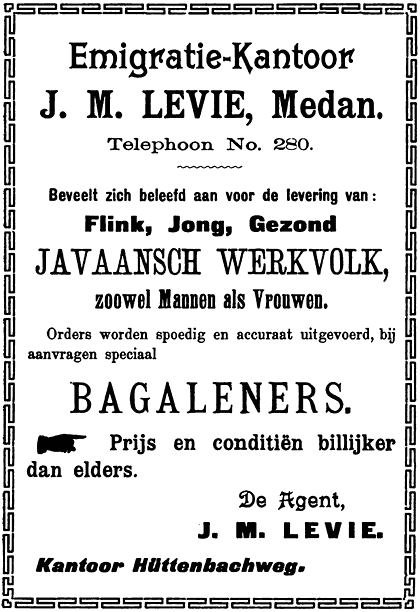 Emigratie-Kantoor
J. M. LEVIE, Medan.
Telephoon No. 280.
Beveelt zich beleefd aan voor de levering van:
Flink, Jong, Gezond
JAVAANSCH WERKVOLK,
zoowel Mannen als Vrouwen.
Orders worden spoedig en accuraat uitgevoerd, bij
aanvragen speciaal
BAGALENERS.
Prijs en conditiën billijker
dan elders.
De Agent,
J. M. LEVIE.
Kantoor Hüttenbachweg.